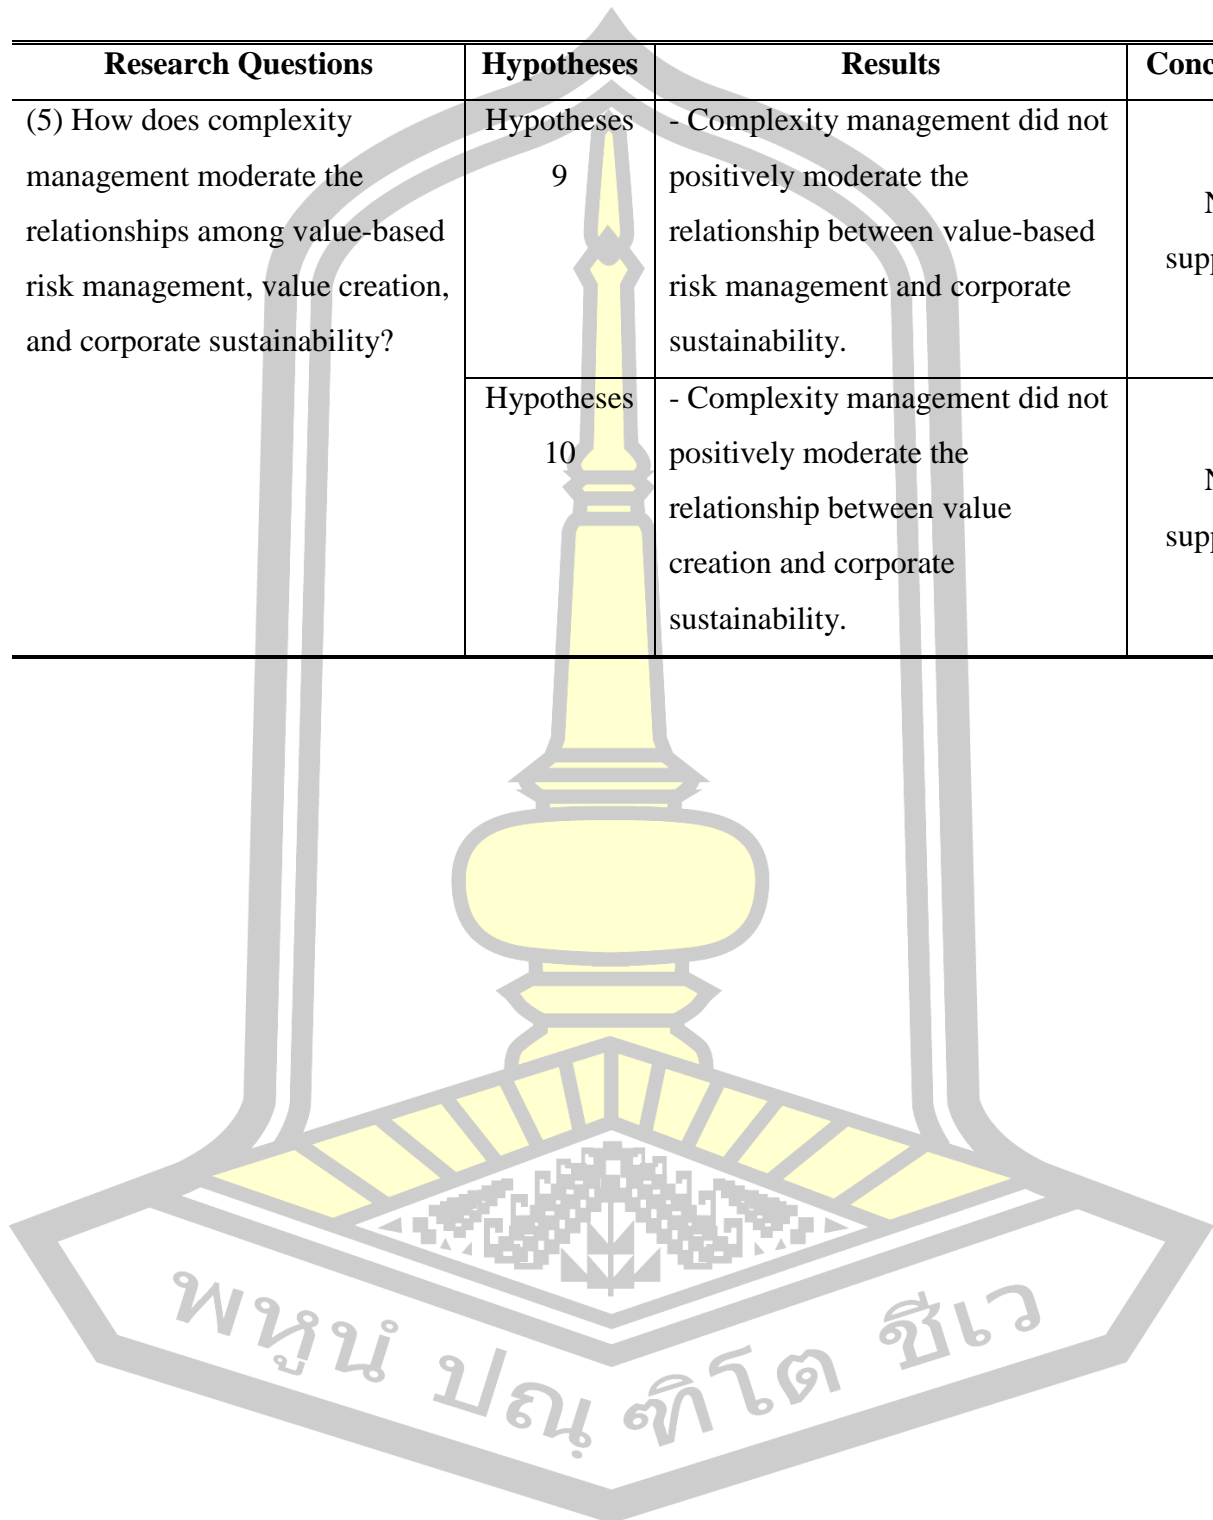 Research Questions Hypotheses Results Conc
(5) How does complexity
management moderate the
relationships among value-based
risk management, value creation,
and corporate sustainability?
Hypotheses
9
- Complexity management did not
positively moderate the
relationship between value-based
risk management and corporate
sustainability.
N
supp
Hypotheses
10
- Complexity management did not
positively moderate the
relationship between value
creation and corporate
sustainability.
N
supp
พหูนํ ปณฺฑิโต ชีเว